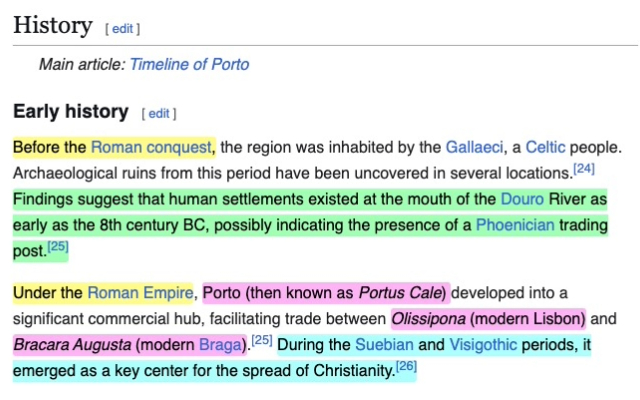 History [ edit ]
Main article: Timeline of Porto
Early history [ edit ]
Before the Roman conquest, the region was inhabited by the Gallaeci, a Celtic people.
Archaeological ruins from this period have been uncovered in several locations.[24]
Findings suggest that human settlements existed at the mouth of the Douro River as
early as the 8th century BC, possibly indicating the presence of a Phoenician trading
post.[25]
Under the Roman Empire, Porto (then known as Portus Cale) developed into a
significant commercial hub, facilitating trade between Olissipona (modern Lisbon) and
Bracara Augusta (modern Braga).[25] During the Suebian and Visigothic periods, it
emerged as a key center for the spread of Christianity.[26]